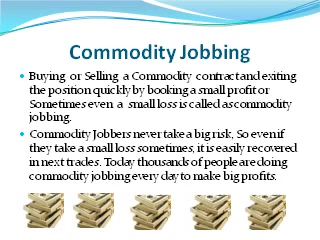 Commodity Jobbing
Buying or Selling a Commodity contract and exiting
the position quickly by booking a small profit or
Sometimes even a small loss is called as commodity
jobbing.
Commodity Jobbers never take a big risk, So even if
they take a small loss sometimes, it is easily recovered
in next trades. Today thousands of people are doing
commodity jobbing every day to make big profits.